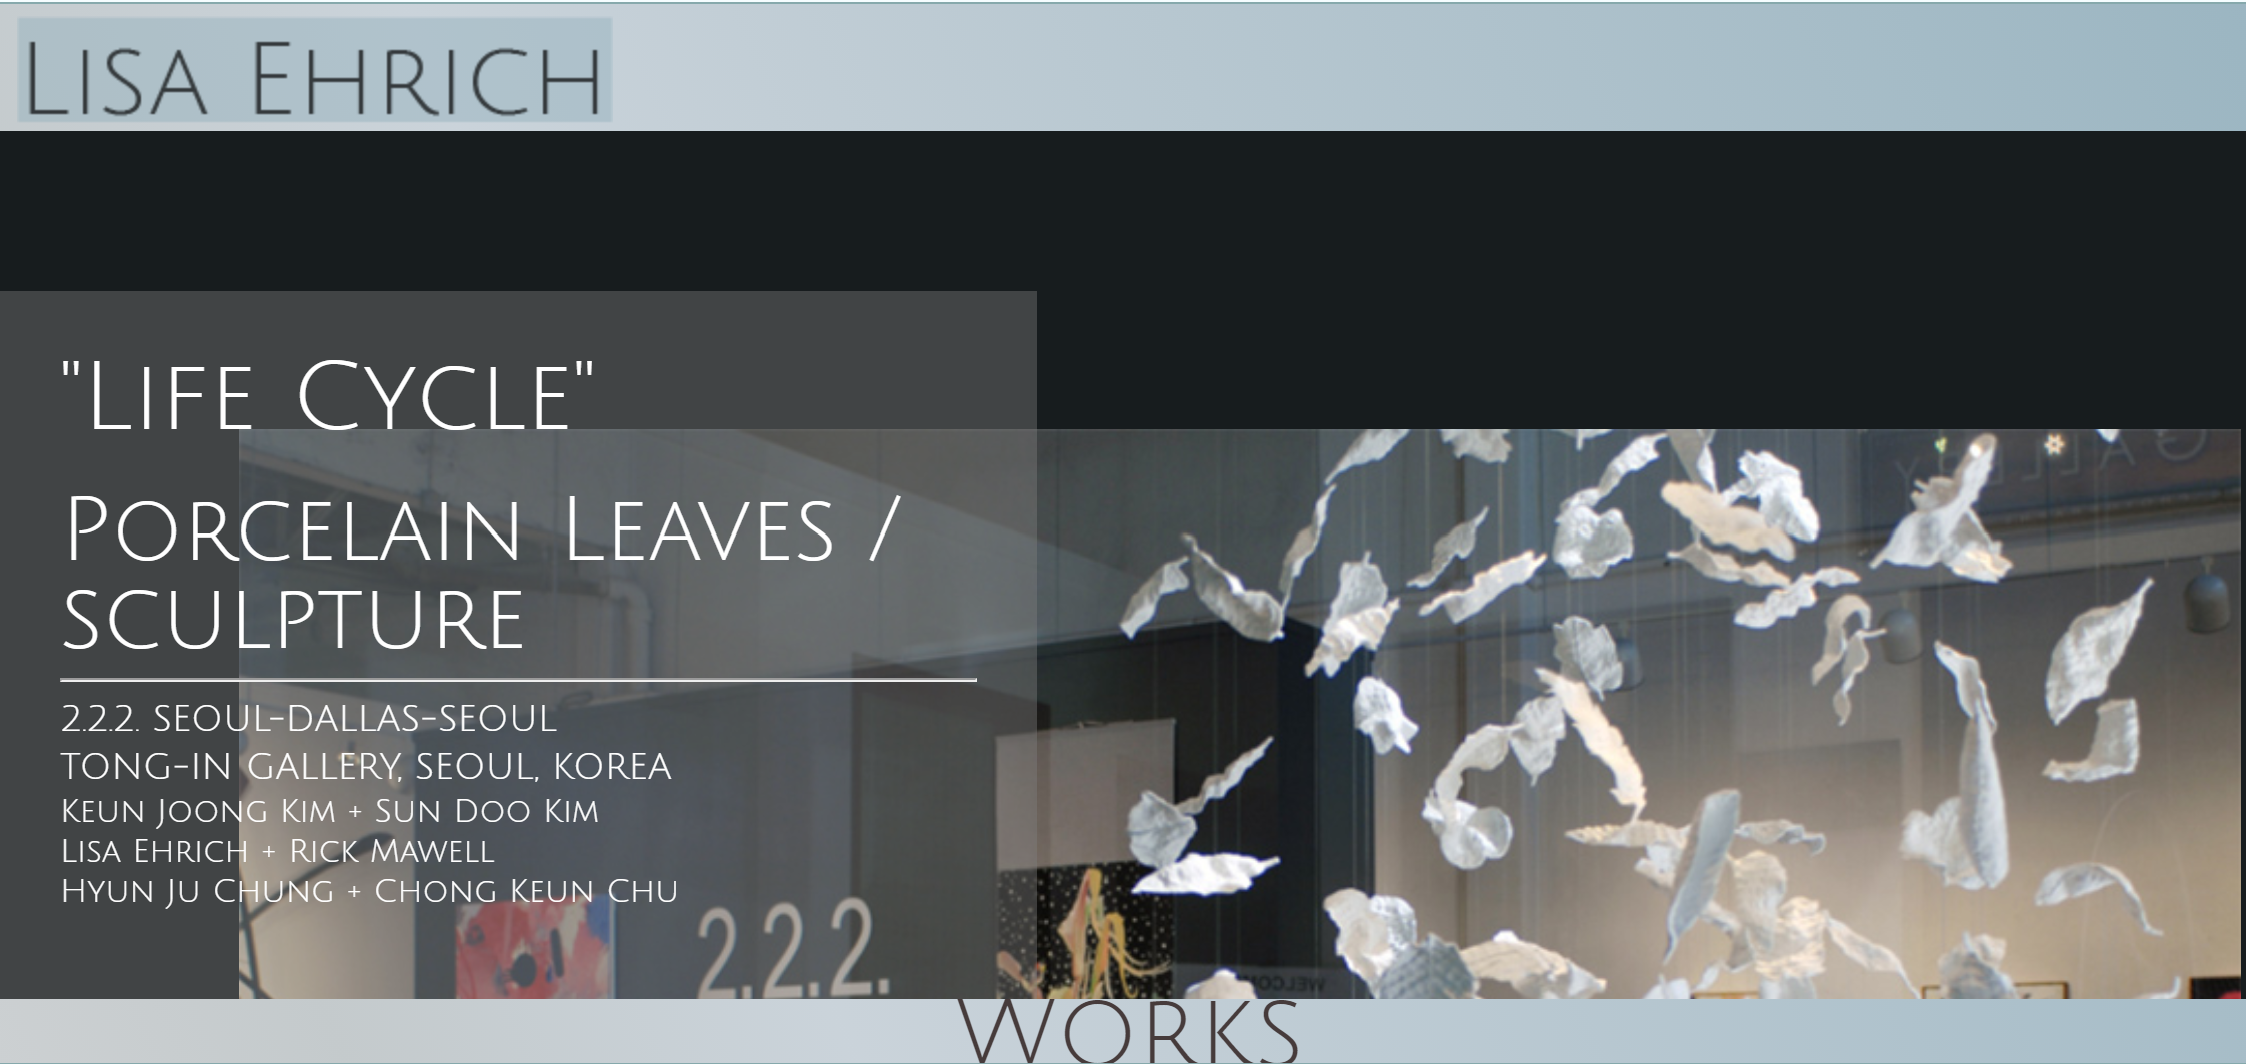 Lisa Ehrich
"Life Cycle"
Porcelain Leaves /
sculpture
2.2.2. SEOUL-DALLAS-SEOUL
TONG-IN GALLERY, SEOUL, KOREA
Keun Joong Kim + Sun Doo Kim
Lisa Ehrich + Rick Mawell
Hyun Ju Chung + Chong Keun Chu
GALLERY
2.2.2.
WELCOME
Works